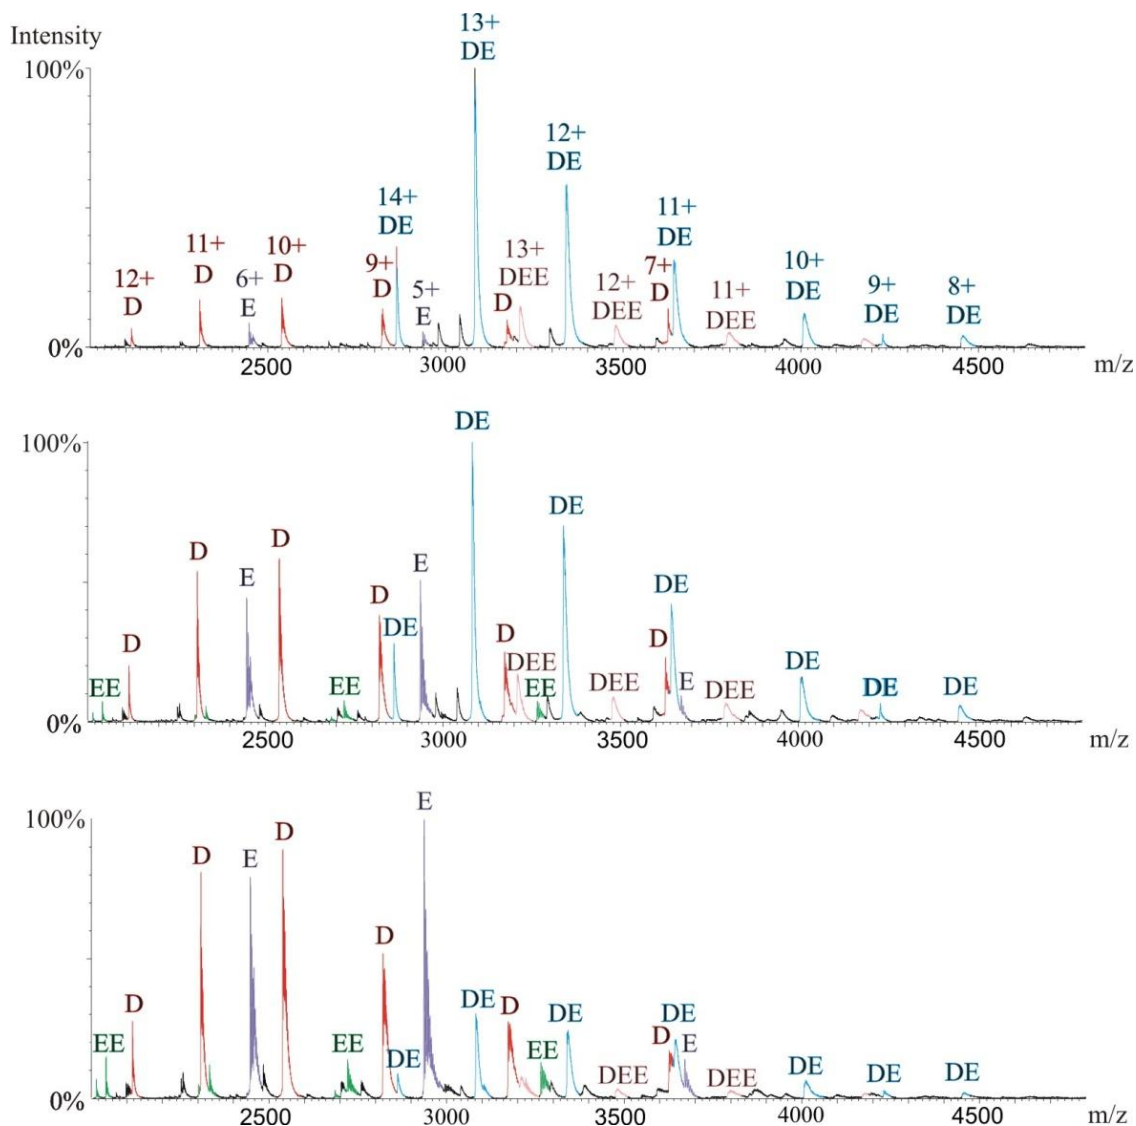 Intensity
100%
13+
DE
12+
DE
14+
DE
11+
DE
13+
DEE
11+
D
10+
D
12+
D
6+
E
9+
D
5+
E
D
12+
DEE
7+
D
11+
DEE
10+
DE
9+
DE
8+
DE
0%
2500 3000 3500 4000 4500 m/z
100%
DE
DE
D D E E DE
D D DE D DEE D E DE
EE D EE EE DEE DEE DE DE
0%
2500 3000 3500 4000 4500 m/z
100%
E
D E D
D
D DE D DE DE
EE EE DE EE D E
DEE DEE DE DE DE
0%
2500 3000 3500 4000 4500 m/z